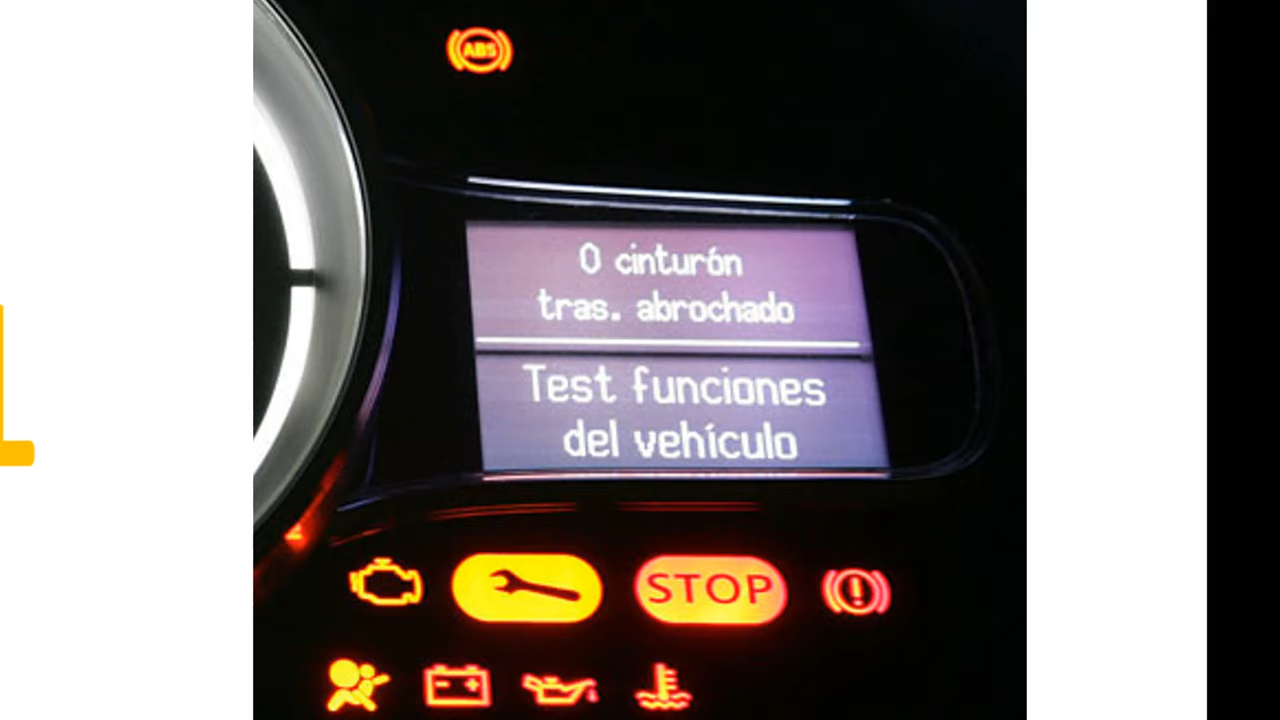 ABS
0 cinturón
tras. abrochado
Test funciones
del vehículo
STOP